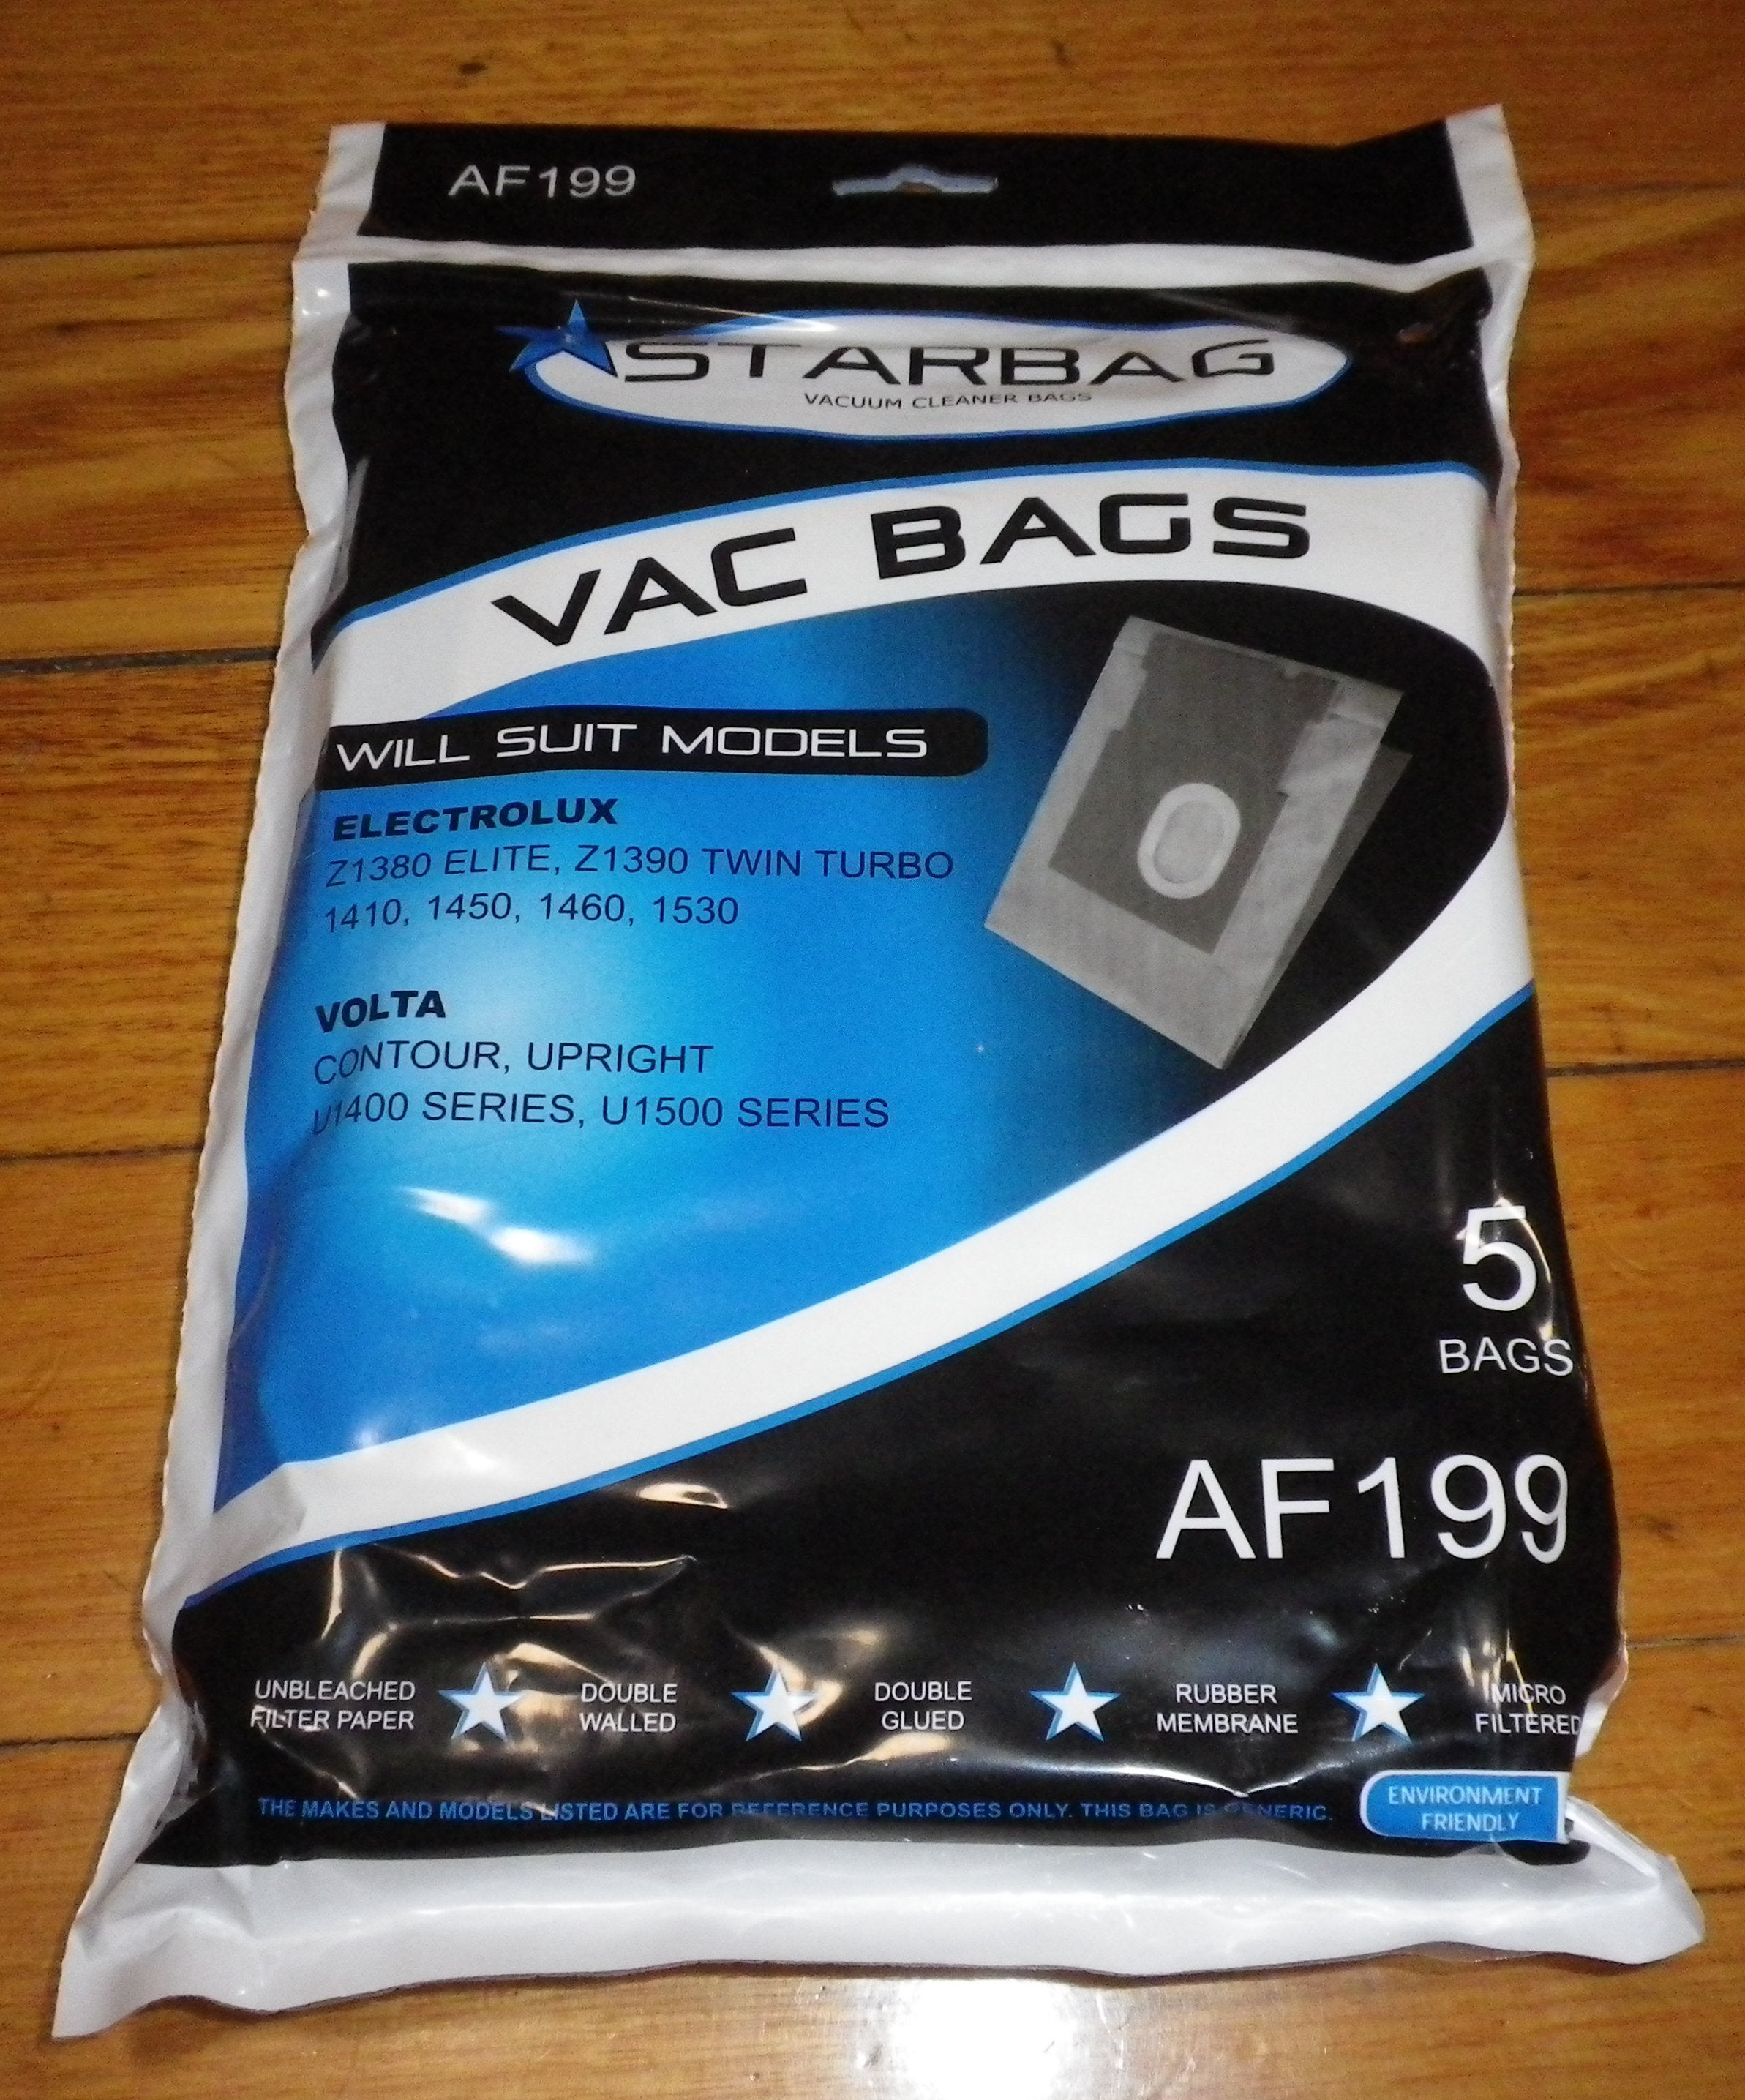 AF199
STARBAG
VACUUM CLEANER BAGS
VAC BAGS
WILL SUIT MODELS
ELECTROLUX
Z1380 ELITE, Z1390 TWIN TURBO
1410, 1450, 1460, 1530
VOLTA
CONTOUR, UPRIGHT
U1400 SERIES, U1500 SERIES
5
BAGS
AF199
UNBLEACHED
FILTER PAPER
DOUBLE
WALLED
DOUBLE
GLUED
RUBBER
MEMBRANE
MICRO
FILTERED
THE MAKES AND MODELS LISTED ARE FOR REFERENCE PURPOSES ONLY. THIS BAG IS GENERIC.
ENVIRONMENT
FRIENDLY